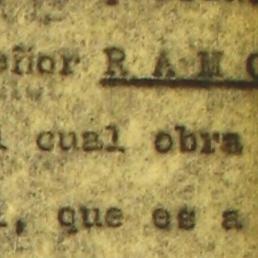 eñor R A M O
l cual obra
, que es a